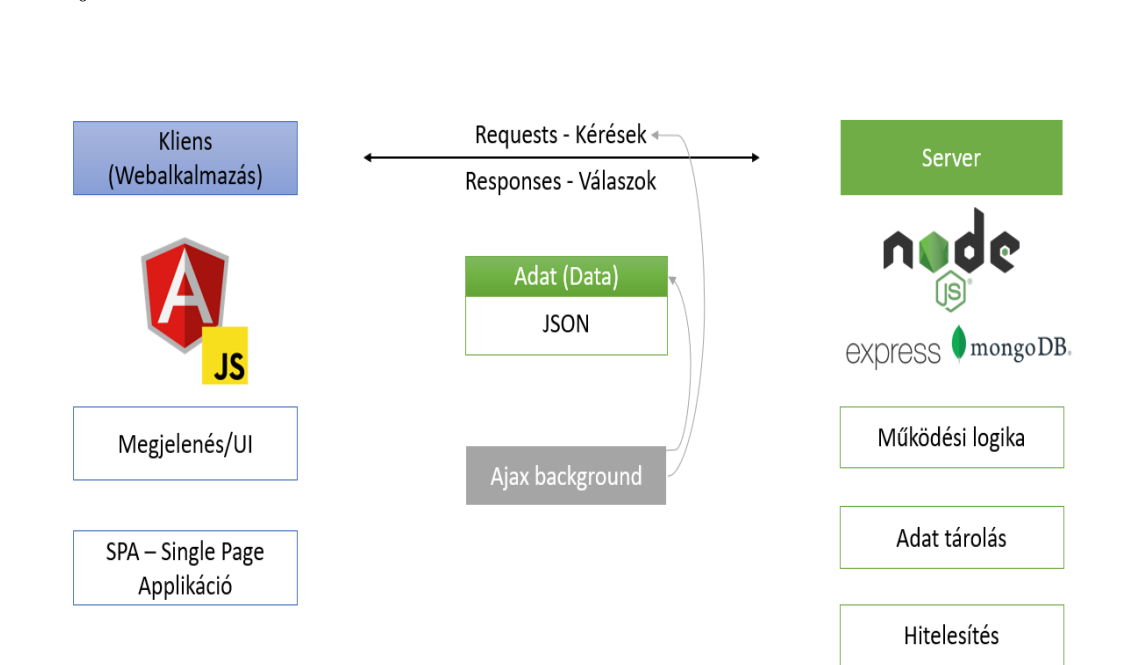 Kliens
(Webalkalmazás)
Requests - Kérések
Responses - Válaszok
Server
A
JS
node
JS
express
mongoDB.
Adat (Data)
JSON
Megjelenés/UI
Ajax background
SPA – Single Page
Applikáció
Működési logika
Adat tárolás
Hitelesítés